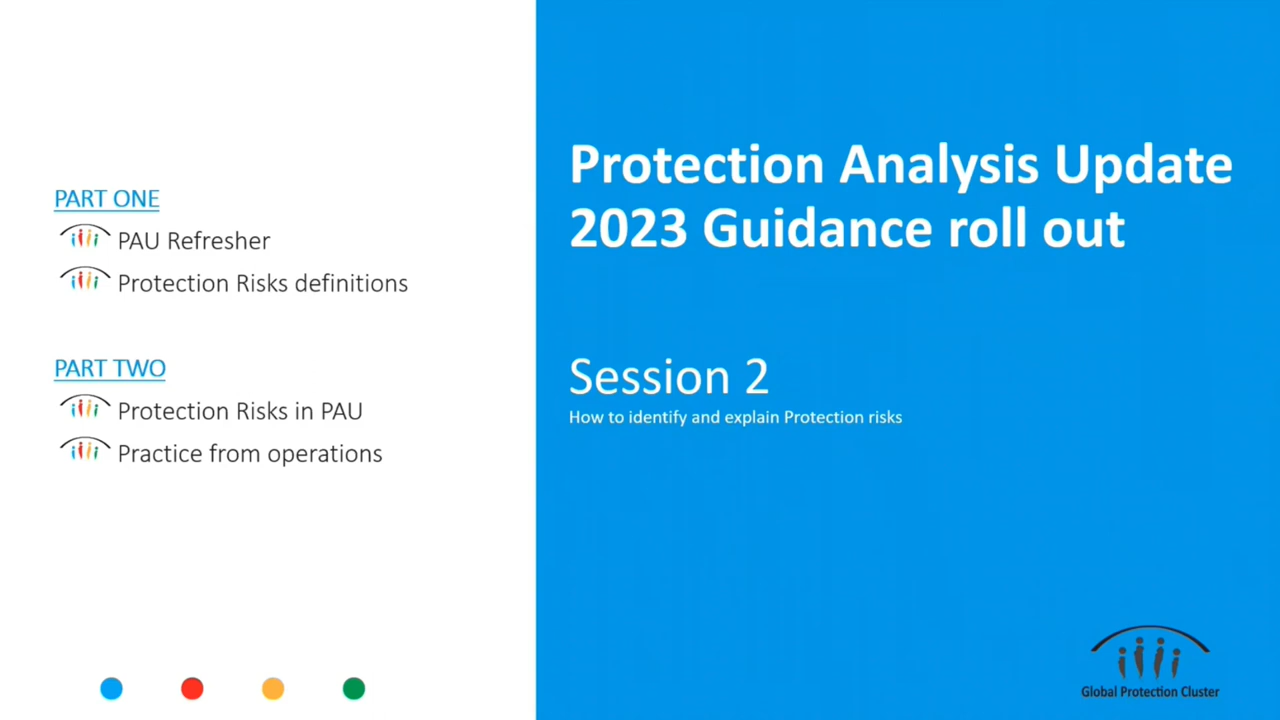 PART ONE
PAU Refresher
Protection Risks definitions
PART TWO
Protection Risks in PAU
Practice from operations
Protection Analysis Update
2023 Guidance roll out
Session 2
How to identify and explain Protection risks
Global Protection Cluster